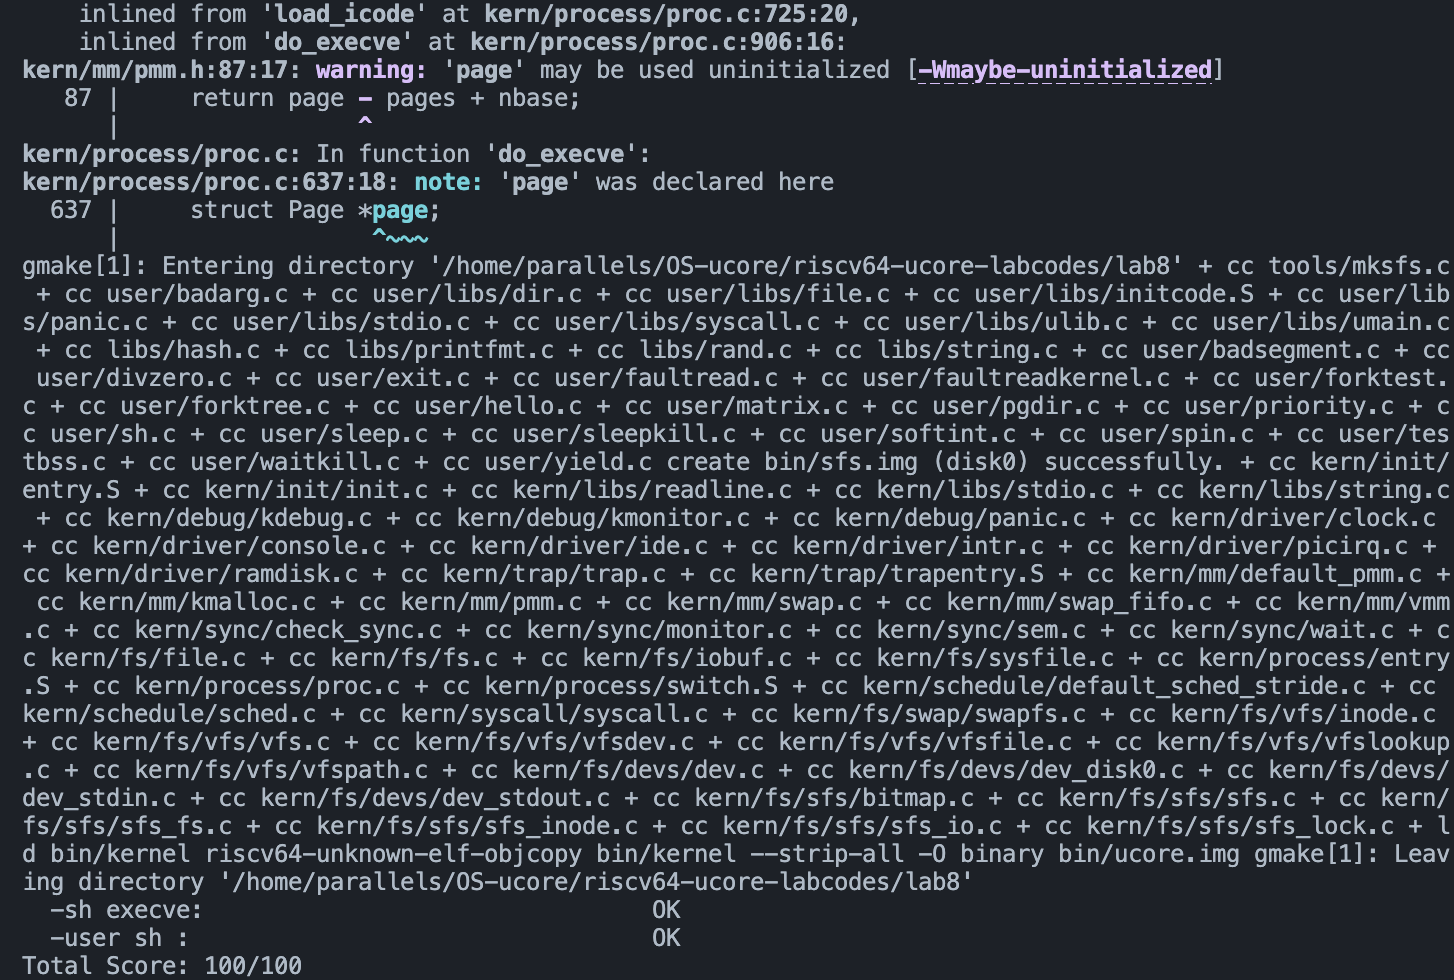 inlined from 'load_icode' at kern/process/proc.c:725:20,
    inlined from 'do_execve' at kern/process/proc.c:906:16:
kern/mm/pmm.h:87:17: warning: 'page' may be used uninitialized [-Wmaybe-uninitialized]
   87 |     return page - pages + nbase;
      |                 ^
kern/process/proc.c: In function 'do_execve':
kern/process/proc.c:637:18: note: 'page' was declared here
  637 |     struct Page *page;
      |                  ^~~~
gmake[1]: Entering directory '/home/parallels/OS-ucore/riscv64-ucore-labcodes/lab8' + cc tools/mksfs.c
 + cc user/badarg.c + cc user/libs/dir.c + cc user/libs/file.c + cc user/libs/initcode.S + cc user/lib
s/panic.c + cc user/libs/stdio.c + cc user/libs/syscall.c + cc user/libs/ulib.c + cc user/libs/umain.c
 + cc libs/hash.c + cc libs/printfmt.c + cc libs/rand.c + cc libs/string.c + cc user/badsegment.c + cc
 user/divzero.c + cc user/exit.c + cc user/faultread.c + cc user/faultreadkernel.c + cc user/forktest.
c + cc user/forktree.c + cc user/hello.c + cc user/matrix.c + cc user/pgdir.c + cc user/priority.c + c
c user/sh.c + cc user/sleep.c + cc user/sleepkill.c + cc user/softint.c + cc user/spin.c + cc user/tes
tbss.c + cc user/waitkill.c + cc user/yield.c create bin/sfs.img (disk0) successfully. + cc kern/init/
entry.S + cc kern/init/init.c + cc kern/libs/readline.c + cc kern/libs/stdio.c + cc kern/libs/string.c
 + cc kern/debug/kdebug.c + cc kern/debug/kmonitor.c + cc kern/debug/panic.c + cc kern/driver/clock.c
+ cc kern/driver/console.c + cc kern/driver/ide.c + cc kern/driver/intr.c + cc kern/driver/picirq.c +
cc kern/driver/ramdisk.c + cc kern/trap/trap.c + cc kern/trap/trapentry.S + cc kern/mm/default_pmm.c +
 cc kern/mm/kmalloc.c + cc kern/mm/pmm.c + cc kern/mm/swap.c + cc kern/mm/swap_fifo.c + cc kern/mm/vmm
.c + cc kern/sync/check_sync.c + cc kern/sync/monitor.c + cc kern/sync/sem.c + cc kern/sync/wait.c + c
c kern/fs/file.c + cc kern/fs/fs.c + cc kern/fs/iobuf.c + cc kern/fs/sysfile.c + cc kern/process/entry
.S + cc kern/process/proc.c + cc kern/process/switch.S + cc kern/schedule/default_sched_stride.c + cc
kern/schedule/sched.c + cc kern/syscall/syscall.c + cc kern/fs/swap/swapfs.c + cc kern/fs/vfs/inode.c
+ cc kern/fs/vfs/vfs.c + cc kern/fs/vfs/vfsdev.c + cc kern/fs/vfs/vfsfile.c + cc kern/fs/vfs/vfslookup
.c + cc kern/fs/vfs/vfspath.c + cc kern/fs/devs/dev.c + cc kern/fs/devs/dev_disk0.c + cc kern/fs/devs/
dev_stdin.c + cc kern/fs/devs/dev_stdout.c + cc kern/fs/sfs/bitmap.c + cc kern/fs/sfs/sfs.c + cc kern/
fs/sfs/sfs_fs.c + cc kern/fs/sfs/sfs_inode.c + cc kern/fs/sfs/sfs_io.c + cc kern/fs/sfs/sfs_lock.c + l
d bin/kernel riscv64-unknown-elf-objcopy bin/kernel --strip-all -O binary bin/ucore.img gmake[1]: Leav
ing directory '/home/parallels/OS-ucore/riscv64-ucore-labcodes/lab8'
  -sh execve:                                OK
  -user sh :                                 OK
Total Score: 100/100